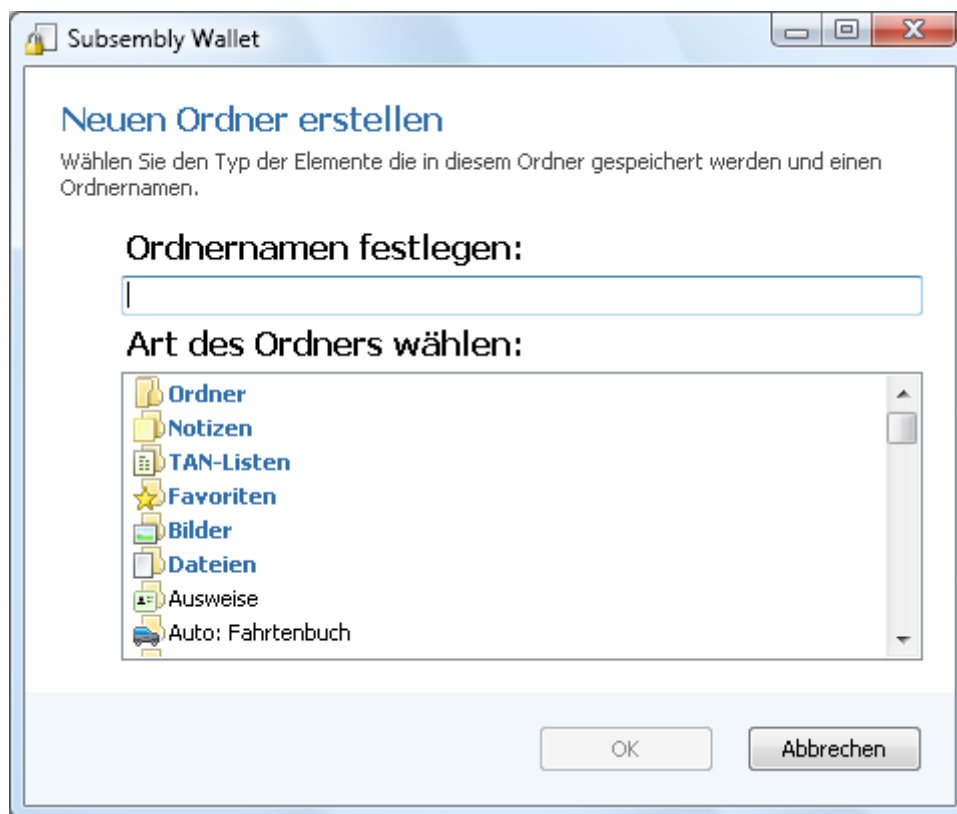 Subsembly Wallet
Neuen Ordner erstellen
Wählen Sie den Typ der Elemente die in diesem Ordner gespeichert werden und einen
Ordnernamen.
Ordnernamen festlegen:
Art des Ordners wählen:
Ordner
Notizen
TAN-Listen
Favoriten
Bilder
Dateien
Ausweise
Auto: Fahrtenbuch
OK
Abbrechen